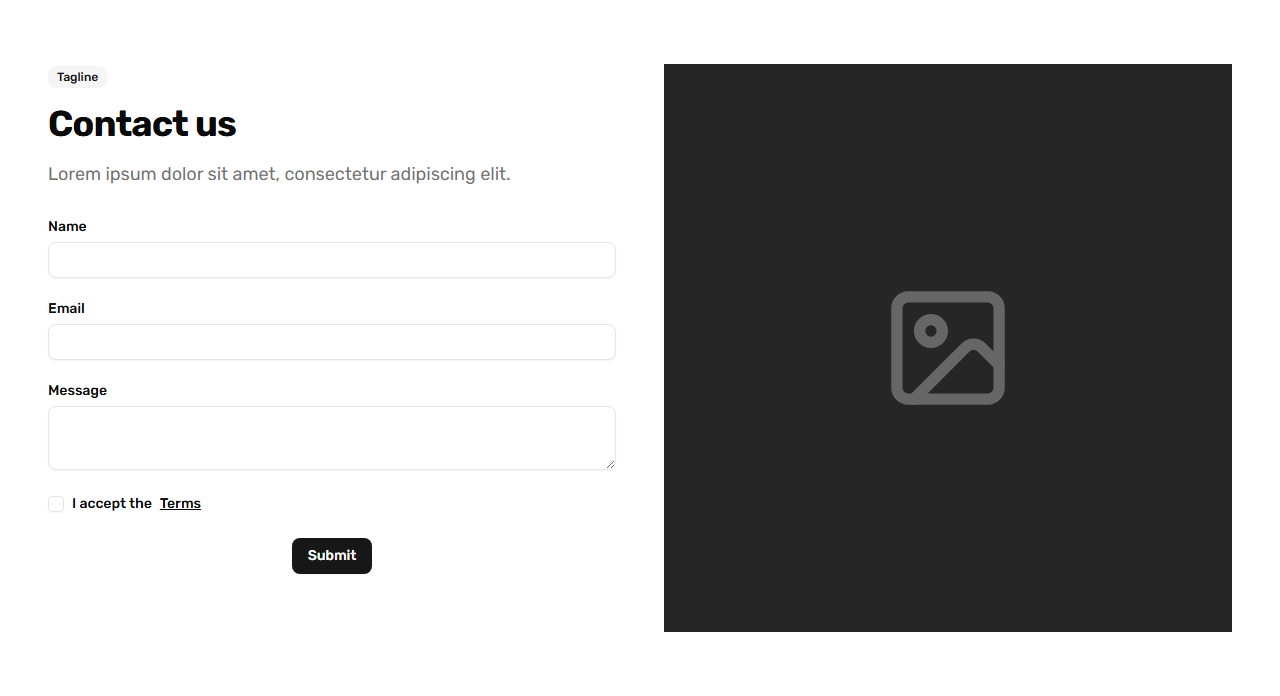 Tagline
Contact us
Lorem ipsum dolor sit amet, consectetur adipiscing elit.
Name
Email
Message
I accept the Terms
Submit